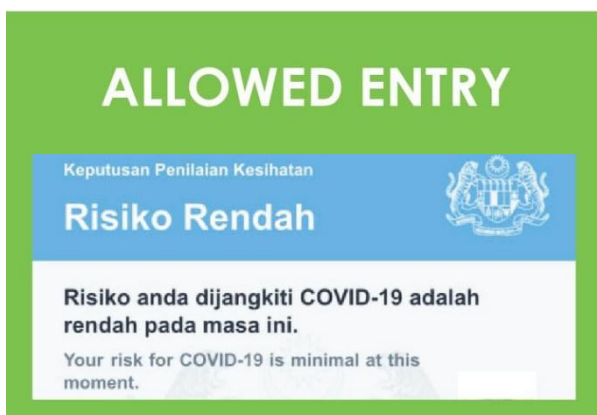 ALLOWED ENTRY
Keputusan Penilaian Kesihatan
Risiko Rendah
Risiko anda dijangkiti COVID-19 adalah
rendah pada masa ini.
Your risk for COVID-19 is minimal at this
moment.